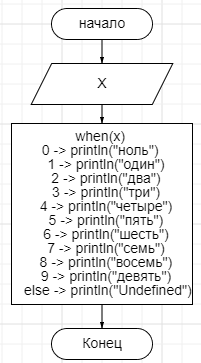 начало
X
when(x)
0 -> println("ноль")
1 -> println("один")
2 -> println("два")
3 -> println("три")
4 -> println("четыре")
5 -> println("пять")
6 -> println("шесть")
7 -> println("семь")
8 -> println("восемь")
9 -> println("девять")
else -> println("Undefined")
Конец